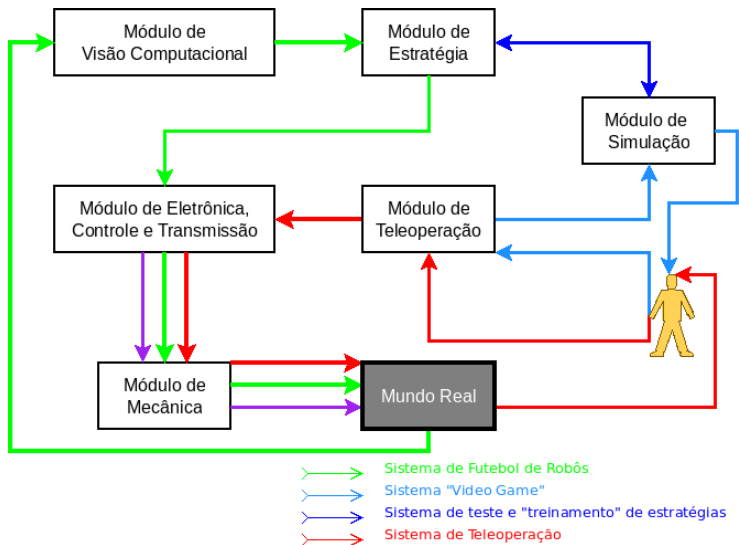 Módulo de
Visão Computacional
Módulo de
Estratégia
Módulo de
Simulação
Módulo de Eletrônica,
Controle e Transmissão
Módulo de
Teleoperação
Módulo de
Mecânica
Mundo Real
Sistema de Futebol de Robôs
Sistema "Video Game"
Sistema de teste e "treinamento" de estratégias
Sistema de Teleoperação